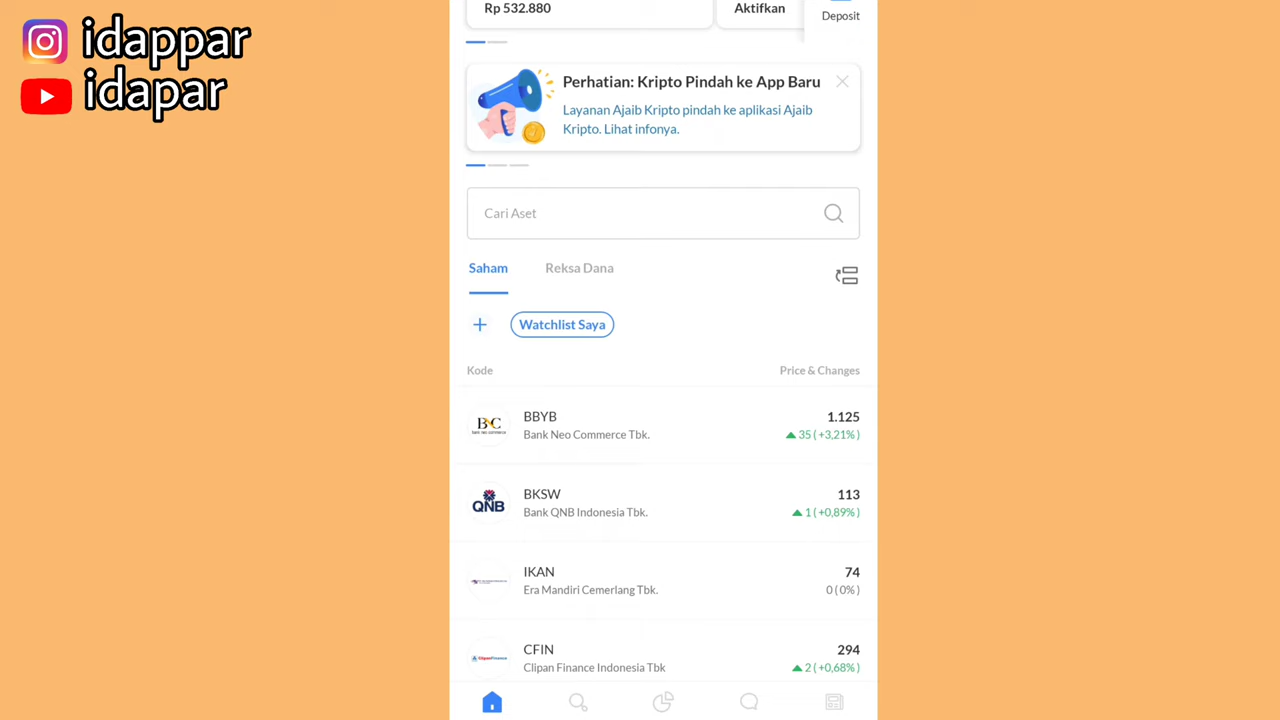 idappar
idapar
Rp 532.880
Aktifkan
Deposit
Perhatian: Kripto Pindah ke App Baru
Layanan Ajaib Kripto pindah ke aplikasi Ajaib
Kripto. Lihat infonya.
Cari Aset
Saham Reksa Dana
+ Watchlist Saya
Kode Price & Changes
BBYB 1.125
Bank Neo Commerce Tbk. 35 ( +3,21% )
QNB
BKSW 113
Bank QNB Indonesia Tbk. 1 ( +0,89% )
IKAN 74
Era Mandiri Cemerlang Tbk. 0 ( 0% )
CFIN 294
ClipanFinance
Clipan Finance Indonesia Tbk 2 ( +0,68% )